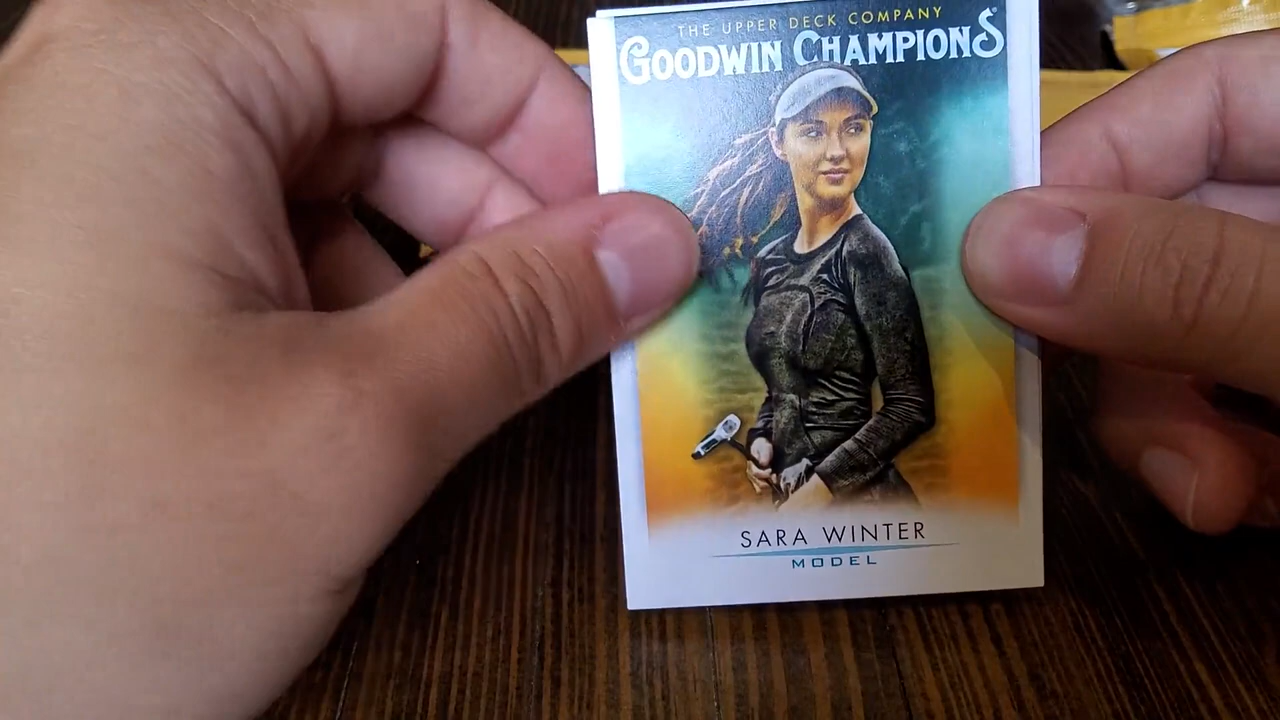 THE UPPER DECK COMPANY
GOODWIN CHAMPIONS®
SARA WINTER
MODEL